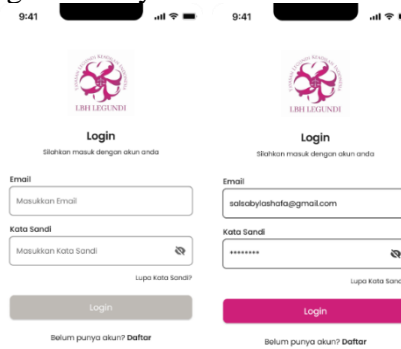 9:41
LBH LEGUNDI
Login
Silahkan masuk dengan akun anda
Email
Masukkan Email
Kata Sandi
Masukkan Kata Sandi
Lupa Kata Sandi?
Login
Belum punya akun? Daftar
9:41
LBH LEGUNDI
Login
Silahkan masuk dengan akun anda
Email
salsabylashafa@gmail.com
Kata Sandi
********
Lupa Kata Sand
Login
Belum punya akun? Daftar